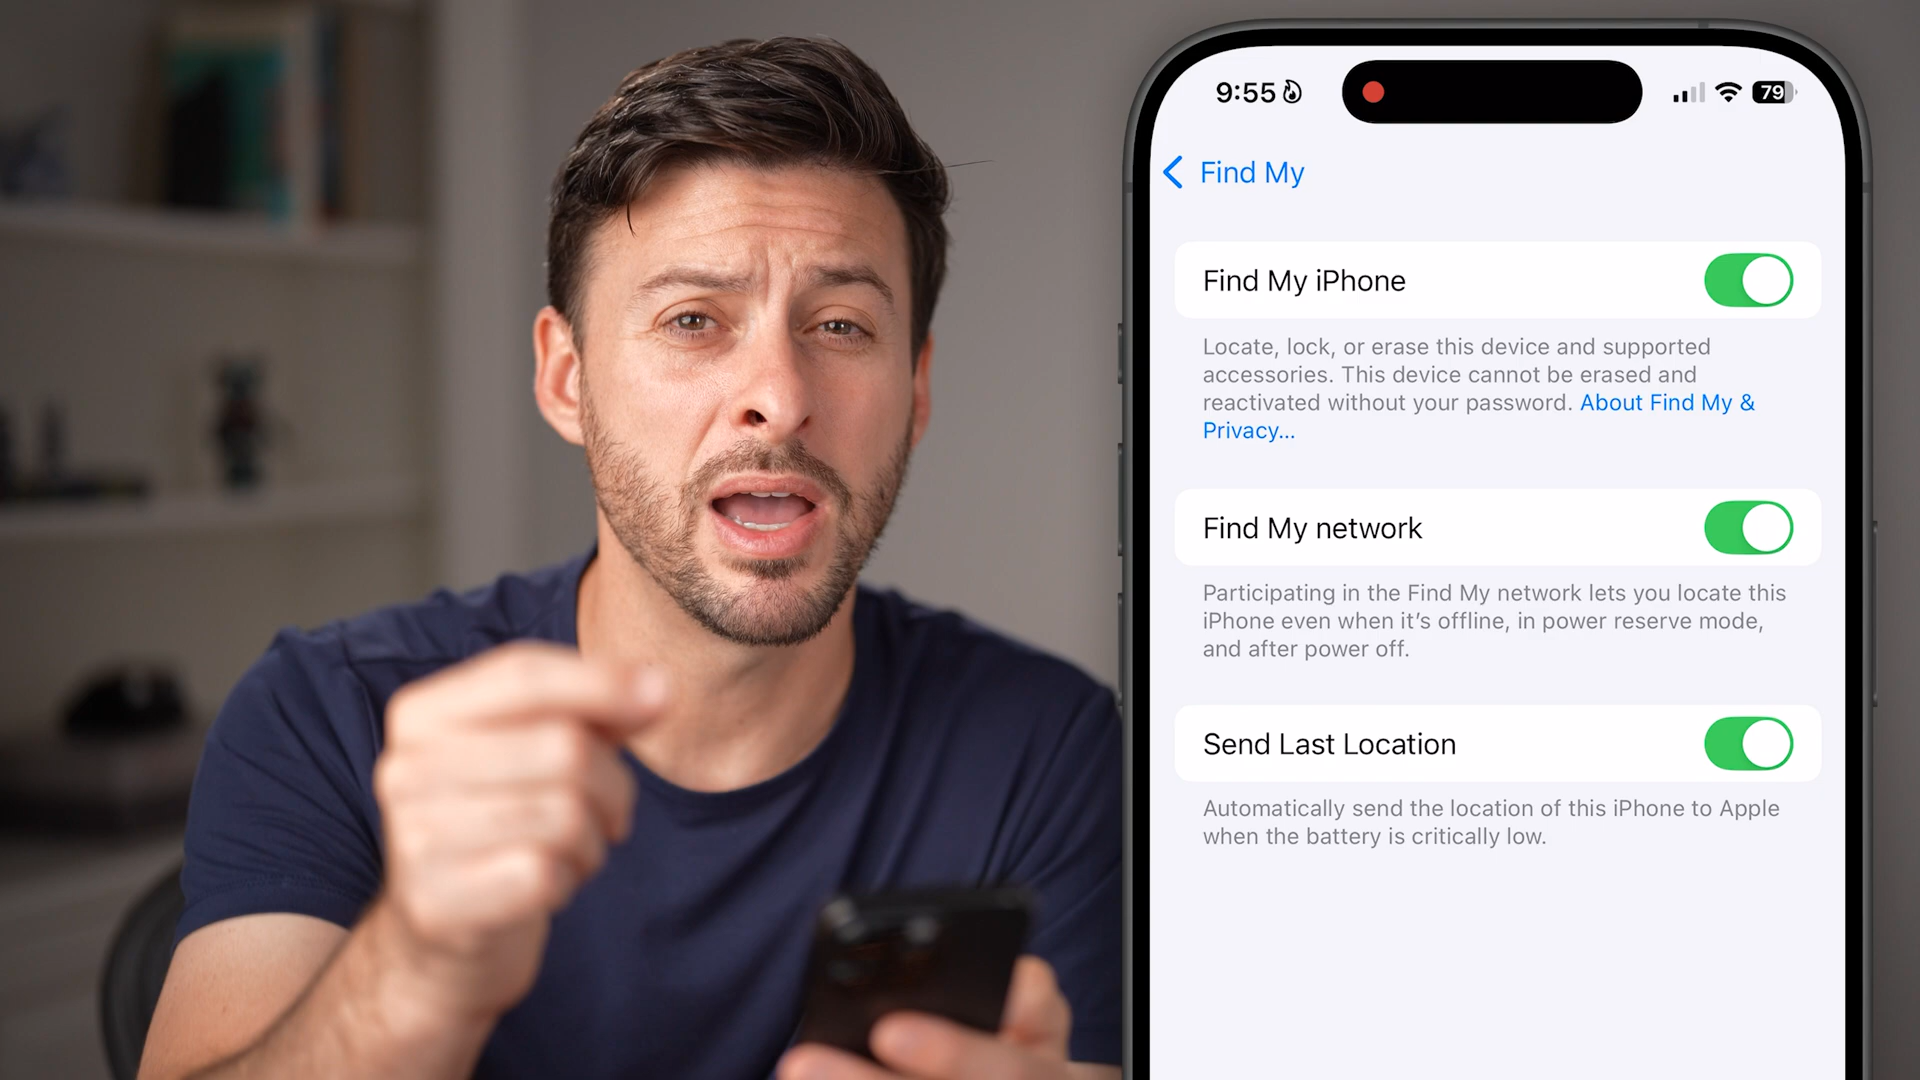 9:55
79
Find My
Find My iPhone
Locate, lock, or erase this device and supported
accessories. This device cannot be erased and
reactivated without your password. About Find My &
Privacy...
Find My network
Participating in the Find My network lets you locate this
iPhone even when it’s offline, in power reserve mode,
and after power off.
Send Last Location
Automatically send the location of this iPhone to Apple
when the battery is critically low.